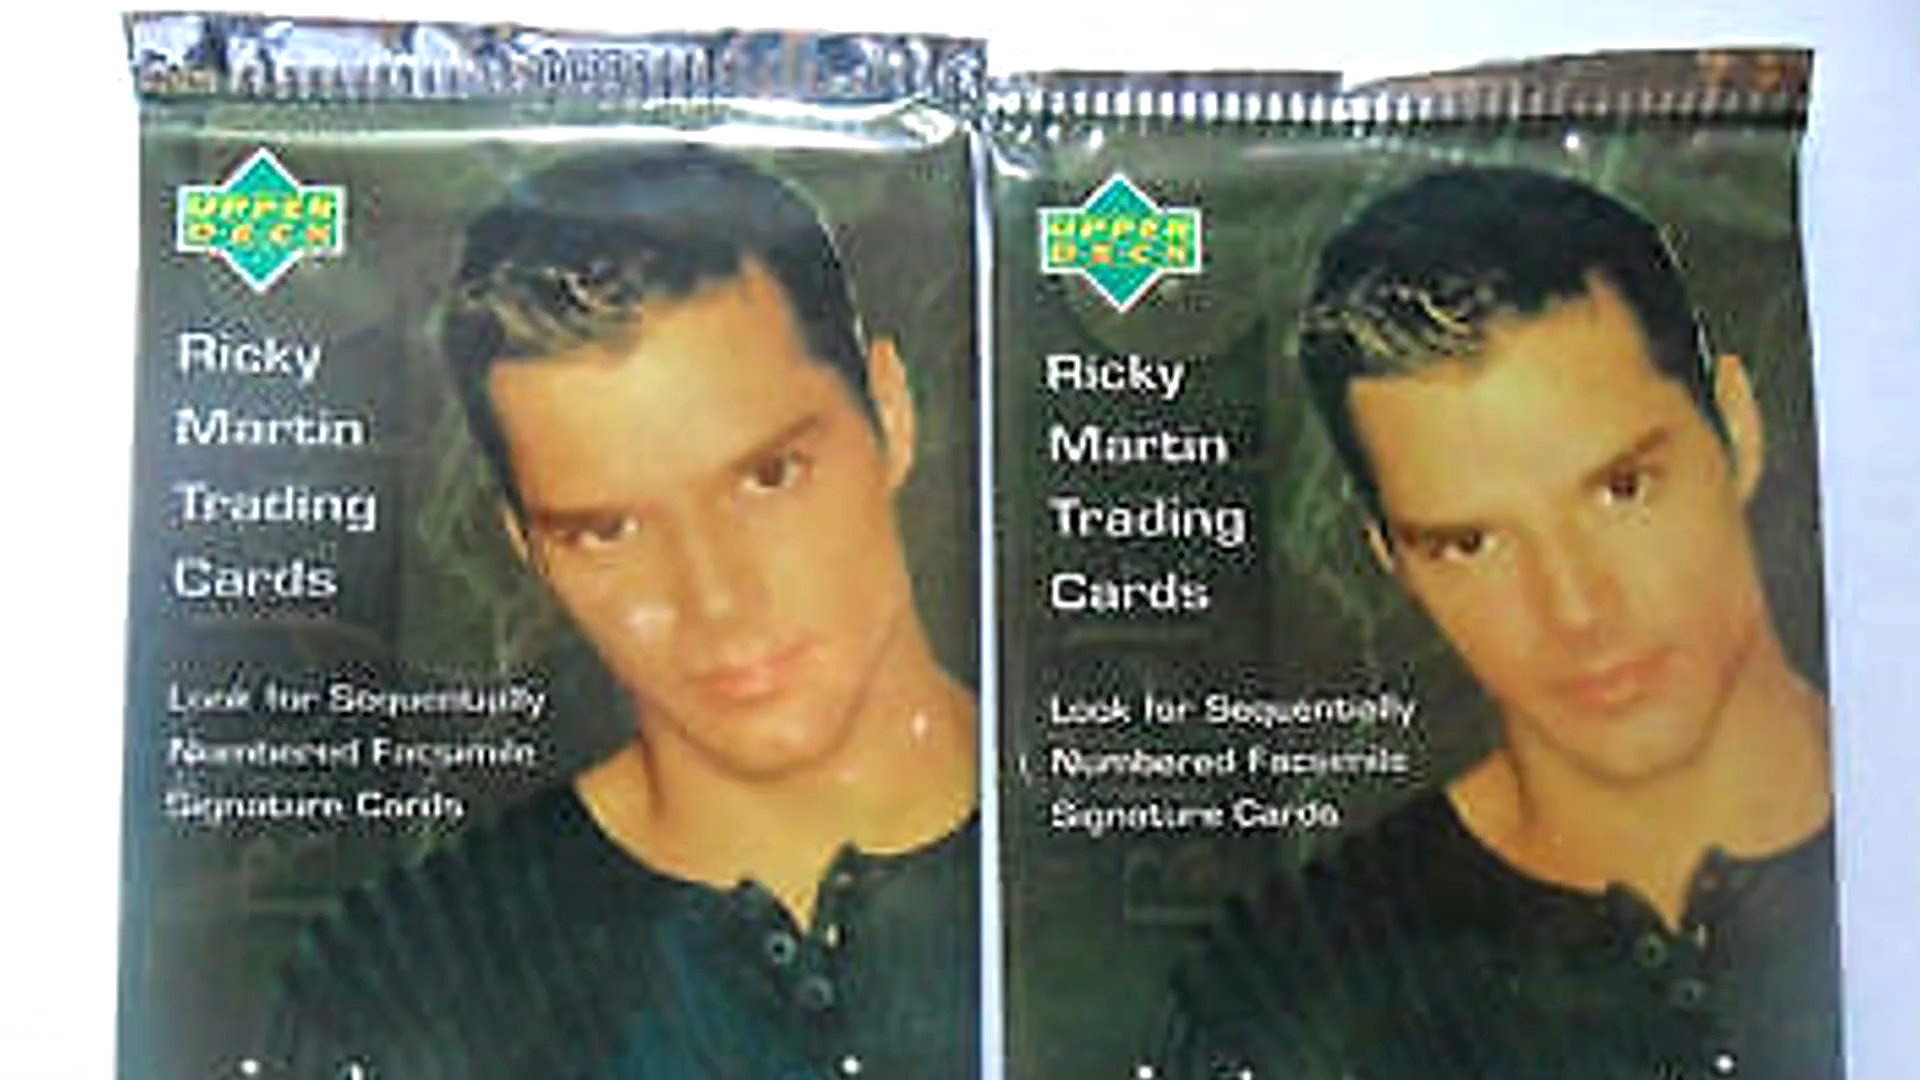 UPPER
DECK
Ricky
Martin
Trading
Cards
Look for Sequentially
Numbered Facsimile
Signature Cards
UPPER
DECK
Ricky
Martin
Trading
Cards
Look for Sequentially
Numbered Facsimile
Signature Cards